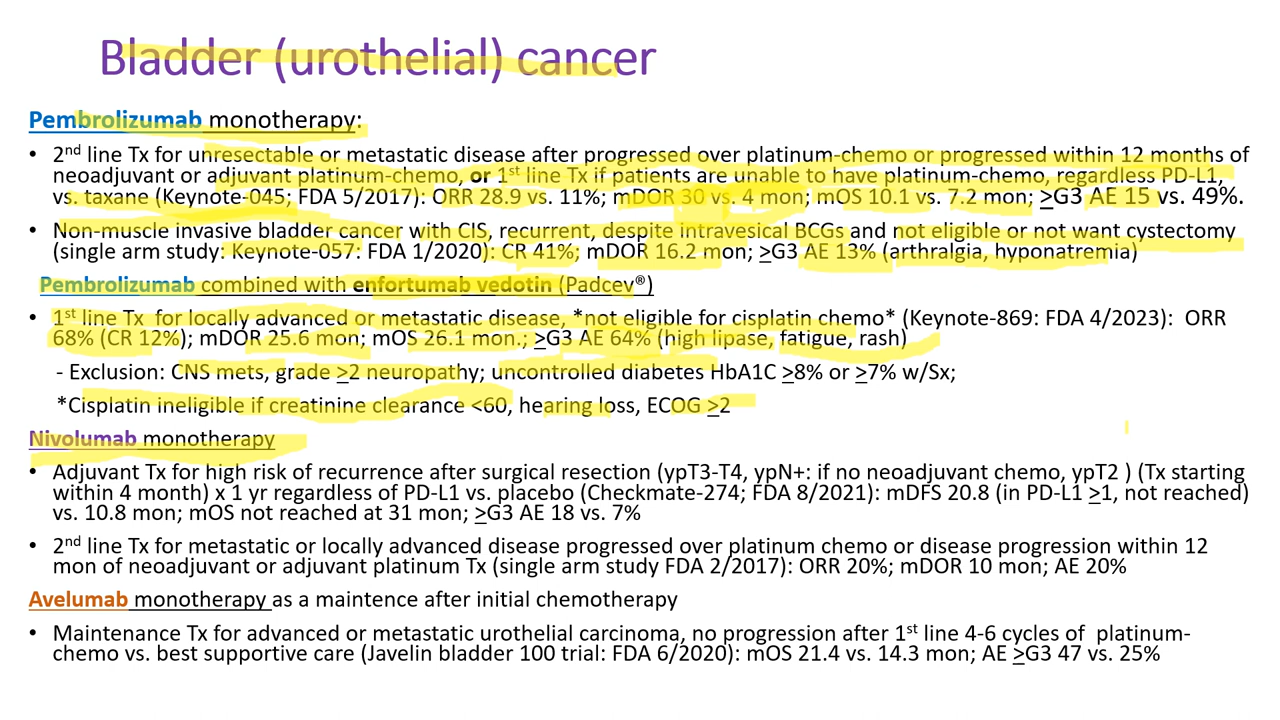 Bladder (urothelial) cancer
Pembrolizumab monotherapy:
• 2nd line Tx for unresectable or metastatic disease after progressed over platinum-chemo or progressed within 12 months of
neoadjuvant or adjuvant platinum-chemo, or 1st line Tx if patients are unable to have platinum-chemo, regardless PD-L1,
vs. taxane (Keynote-045; FDA 5/2017): ORR 28.9 vs. 11%; mDOR 30 vs. 4 mon; mOS 10.1 vs. 7.2 mon; >G3 AE 15 vs. 49%.
• Non-muscle invasive bladder cancer with CIS, recurrent, despite intravesical BCGs and not eligible or not want cystectomy
(single arm study: Keynote-057: FDA 1/2020): CR 41%; mDOR 16.2 mon; >G3 AE 13% (arthralgia, hyponatremia)
Pembrolizumab combined with enfortumab vedotin (Padcev®)
• 1st line Tx for locally advanced or metastatic disease, *not eligible for cisplatin chemo* (Keynote-869: FDA 4/2023): ORR
68% (CR 12%); mDOR 25.6 mon; mOS 26.1 mon.; >G3 AE 64% (high lipase, fatigue, rash)
- Exclusion: CNS mets, grade >2 neuropathy; uncontrolled diabetes HbA1C >8% or >7% w/Sx;
*Cisplatin ineligible if creatinine clearance <60, hearing loss, ECOG >2
Nivolumab monotherapy
• Adjuvant Tx for high risk of recurrence after surgical resection (ypT3-T4, ypN+: if no neoadjuvant chemo, ypT2 ) (Tx starting
within 4 month) x 1 yr regardless of PD-L1 vs. placebo (Checkmate-274; FDA 8/2021): mDFS 20.8 (in PD-L1 >1, not reached)
vs. 10.8 mon; mOS not reached at 31 mon; >G3 AE 18 vs. 7%
• 2nd line Tx for metastatic or locally advanced disease progressed over platinum chemo or disease progression within 12
mon of neoadjuvant or adjuvant platinum Tx (single arm study FDA 2/2017): ORR 20%; mDOR 10 mon; AE 20%
Avelumab monotherapy as a maintence after initial chemotherapy
• Maintenance Tx for advanced or metastatic urothelial carcinoma, no progression after 1st line 4-6 cycles of platinum-
chemo vs. best supportive care (Javelin bladder 100 trial: FDA 6/2020): mOS 21.4 vs. 14.3 mon; AE >G3 47 vs. 25%